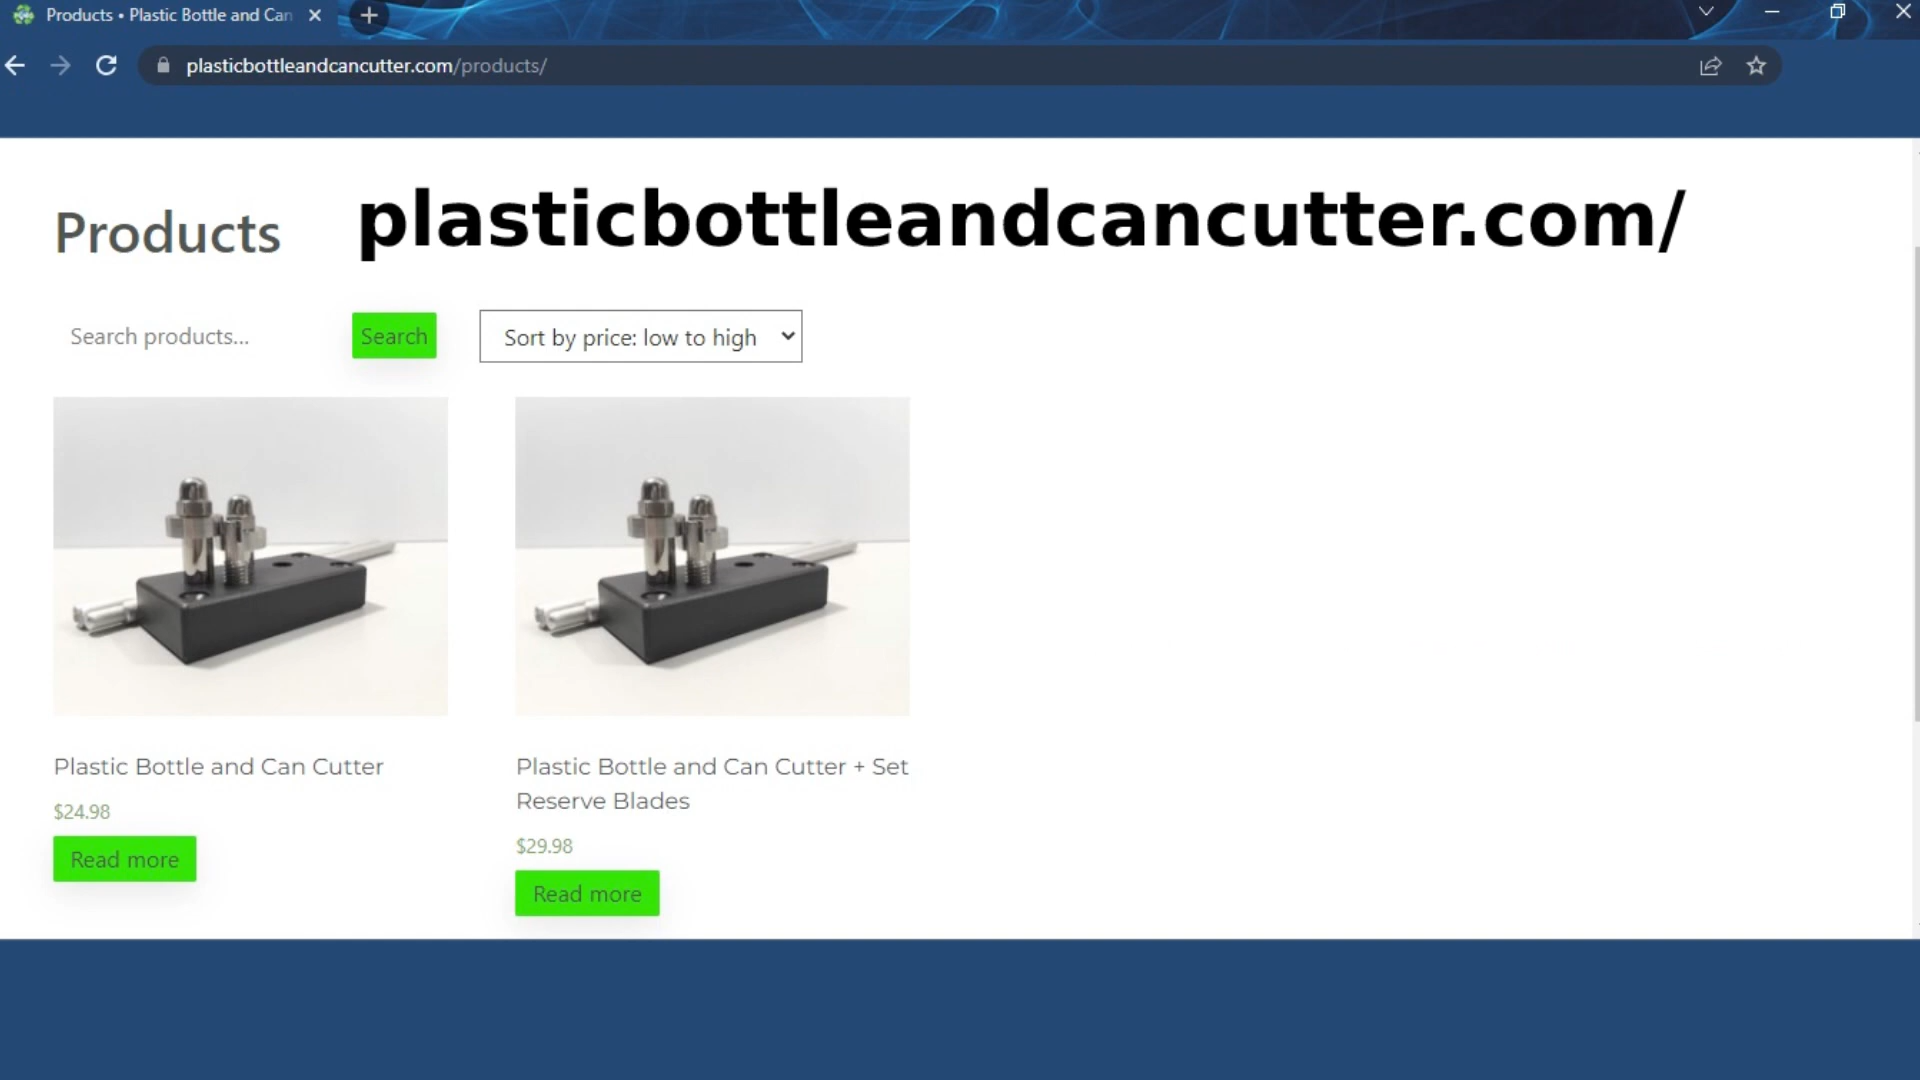 Products • Plastic Bottle and Can
plasticbottleandcancutter.com/products/
Products
plasticbottleandcancutter.com/
Search products...
Search
Sort by price: low to high
Plastic Bottle and Can Cutter
$24.98
Read more
Plastic Bottle and Can Cutter + Set
Reserve Blades
$29.98
Read more